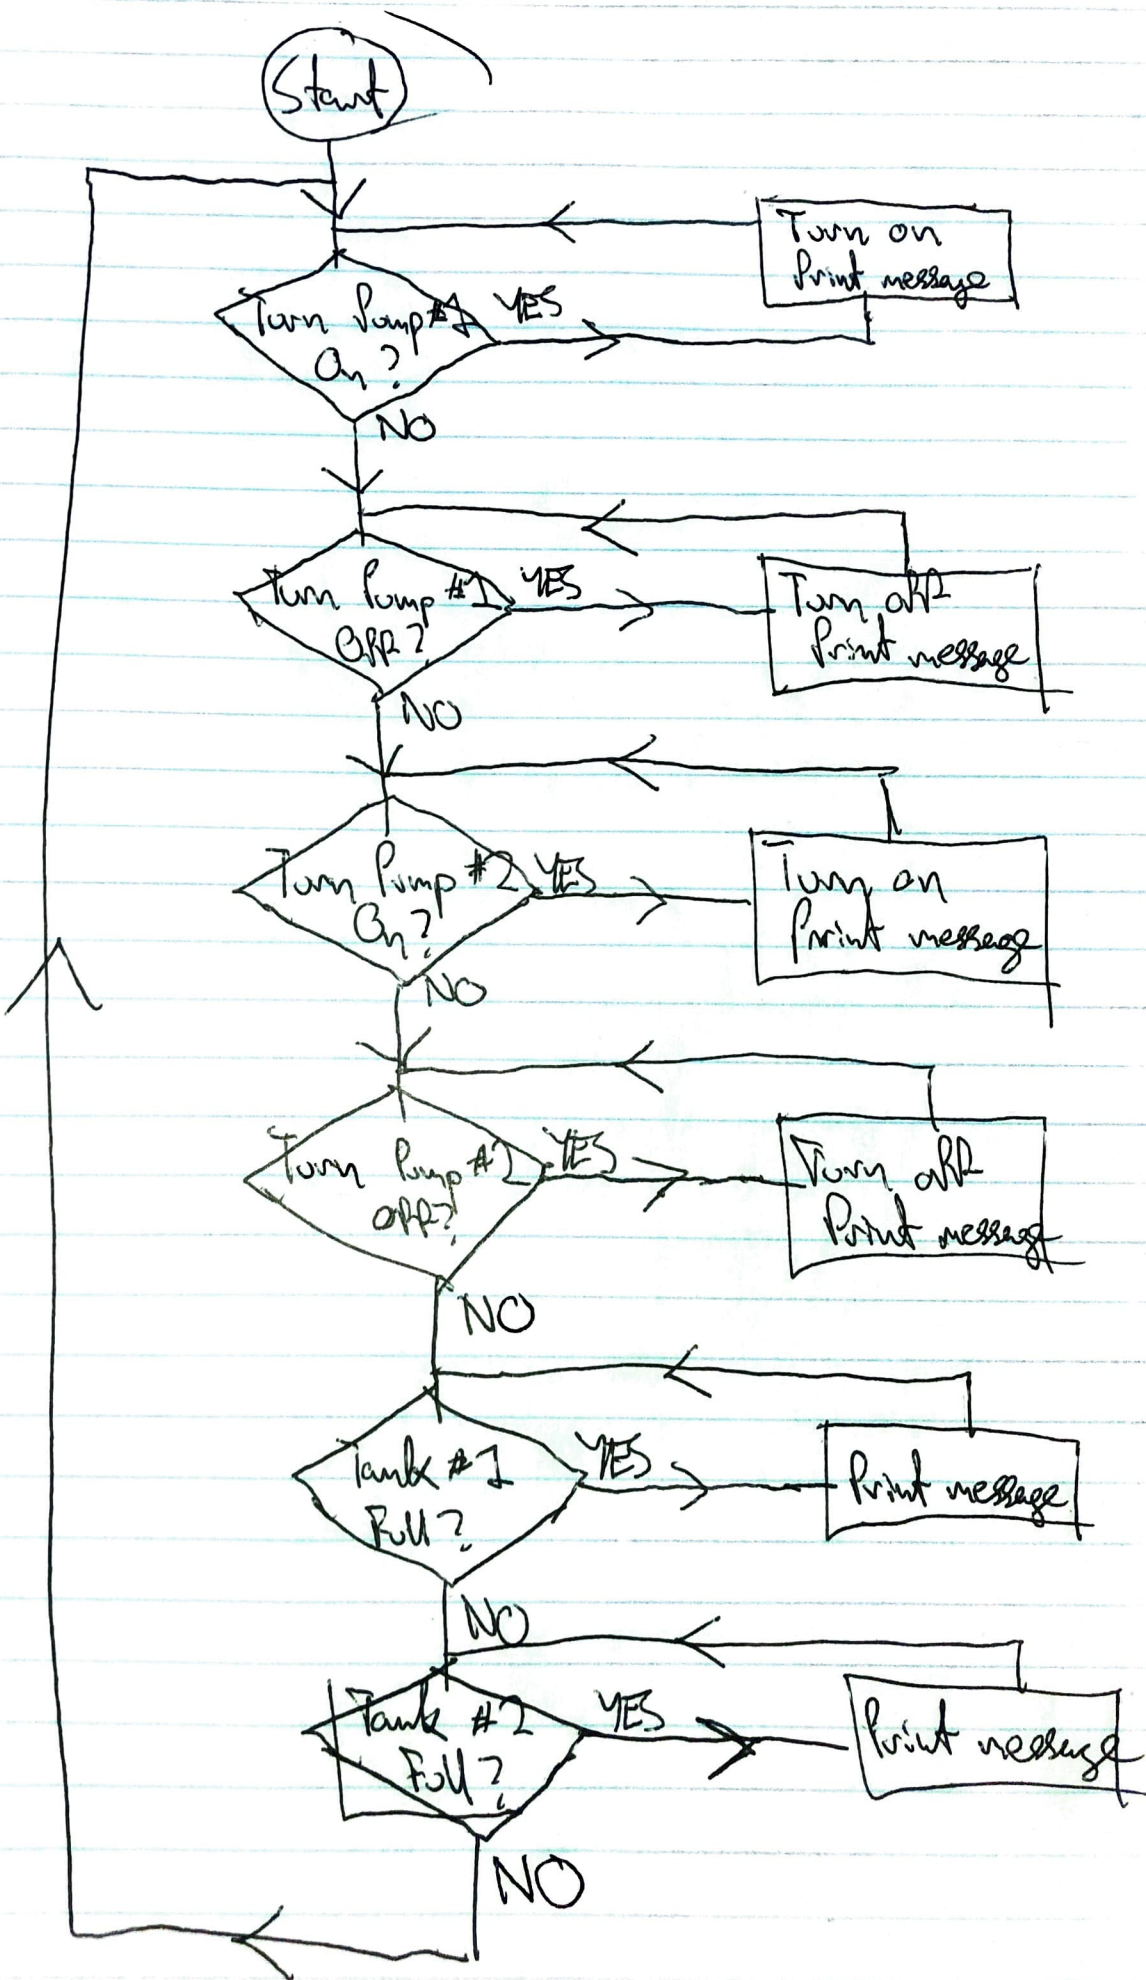 Start
Turn on
Print message
Turn Pump #1
On?
YES
NO
Turn Pump #1
Off?
YES
Turn off
Print message
NO
Turn Pump #2
On?
YES
Turn on
Print message
NO
Turn Pump #2
Off?
YES
Turn off
Print message
NO
Tank #1
Full?
YES
Print message
NO
Tank #2
Full?
YES
Print message
NO